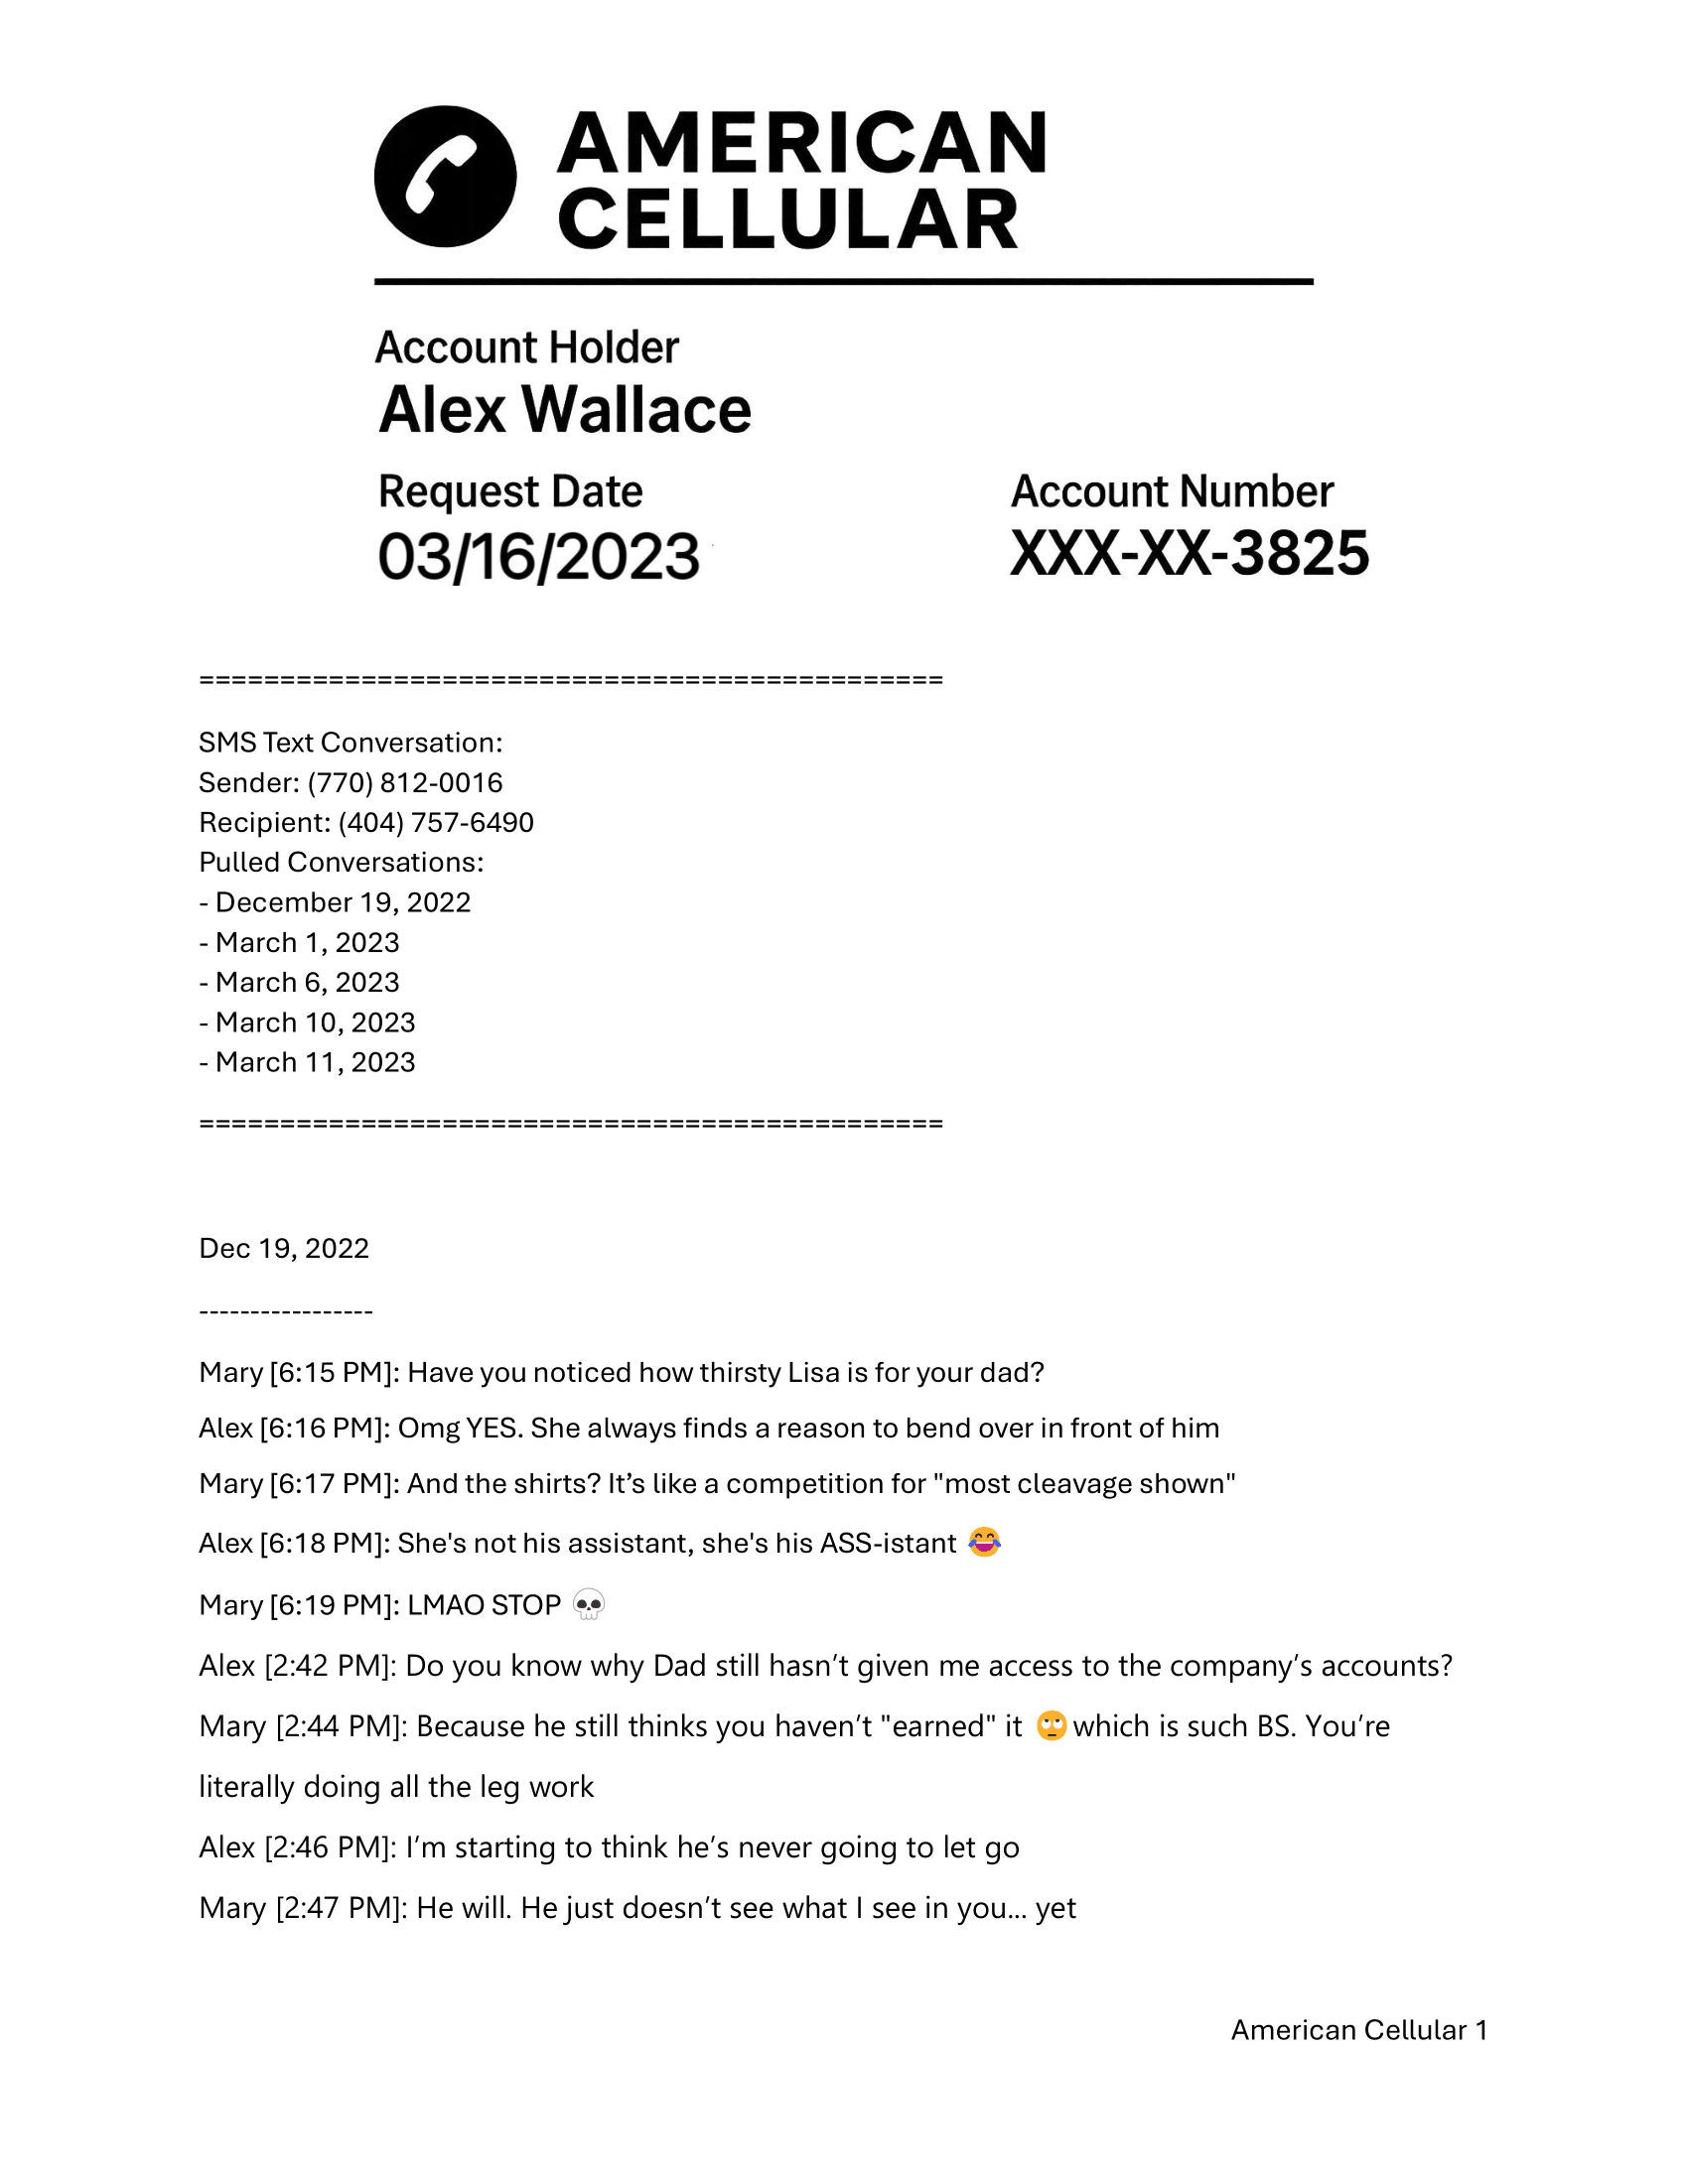 AMERICAN
CELLULAR
Account Holder
Alex Wallace
Request Date
03/16/2023
Account Number
XXX-XX-3825
==============================================
SMS Text Conversation:
Sender: (770) 812-0016
Recipient: (404) 757-6490
Pulled Conversations:
- December 19, 2022
- March 1, 2023
- March 6, 2023
- March 10, 2023
- March 11, 2023
==============================================
Dec 19, 2022
-----------------
Mary [6:15 PM]: Have you noticed how thirsty Lisa is for your dad?
Alex [6:16 PM]: Omg YES. She always finds a reason to bend over in front of him
Mary [6:17 PM]: And the shirts? It’s like a competition for "most cleavage shown"
Alex [6:18 PM]: She's not his assistant, she's his ASS-istant 😂
Mary [6:19 PM]: LMAO STOP 💀
Alex [2:42 PM]: Do you know why Dad still hasn’t given me access to the company’s accounts?
Mary [2:44 PM]: Because he still thinks you haven’t "earned" it 🙄which is such BS. You’re
literally doing all the leg work
Alex [2:46 PM]: I’m starting to think he’s never going to let go
Mary [2:47 PM]: He will. He just doesn’t see what I see in you... yet
American Cellular 1